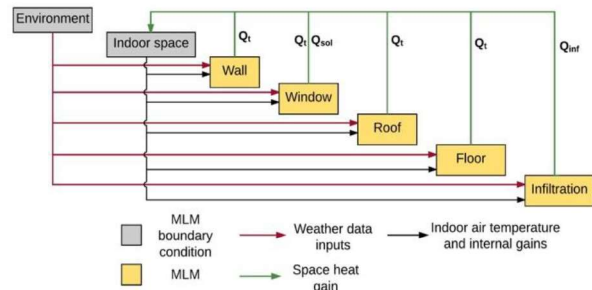 Environment
Indoor space
Qt
Qt Qsol
Qt
Qt
Qinf
Wall
Window
Roof
Floor
Infiltration
MLM
boundary
condition
Weather data
inputs
Indoor air temperature
and internal gains
MLM
Space heat
gain